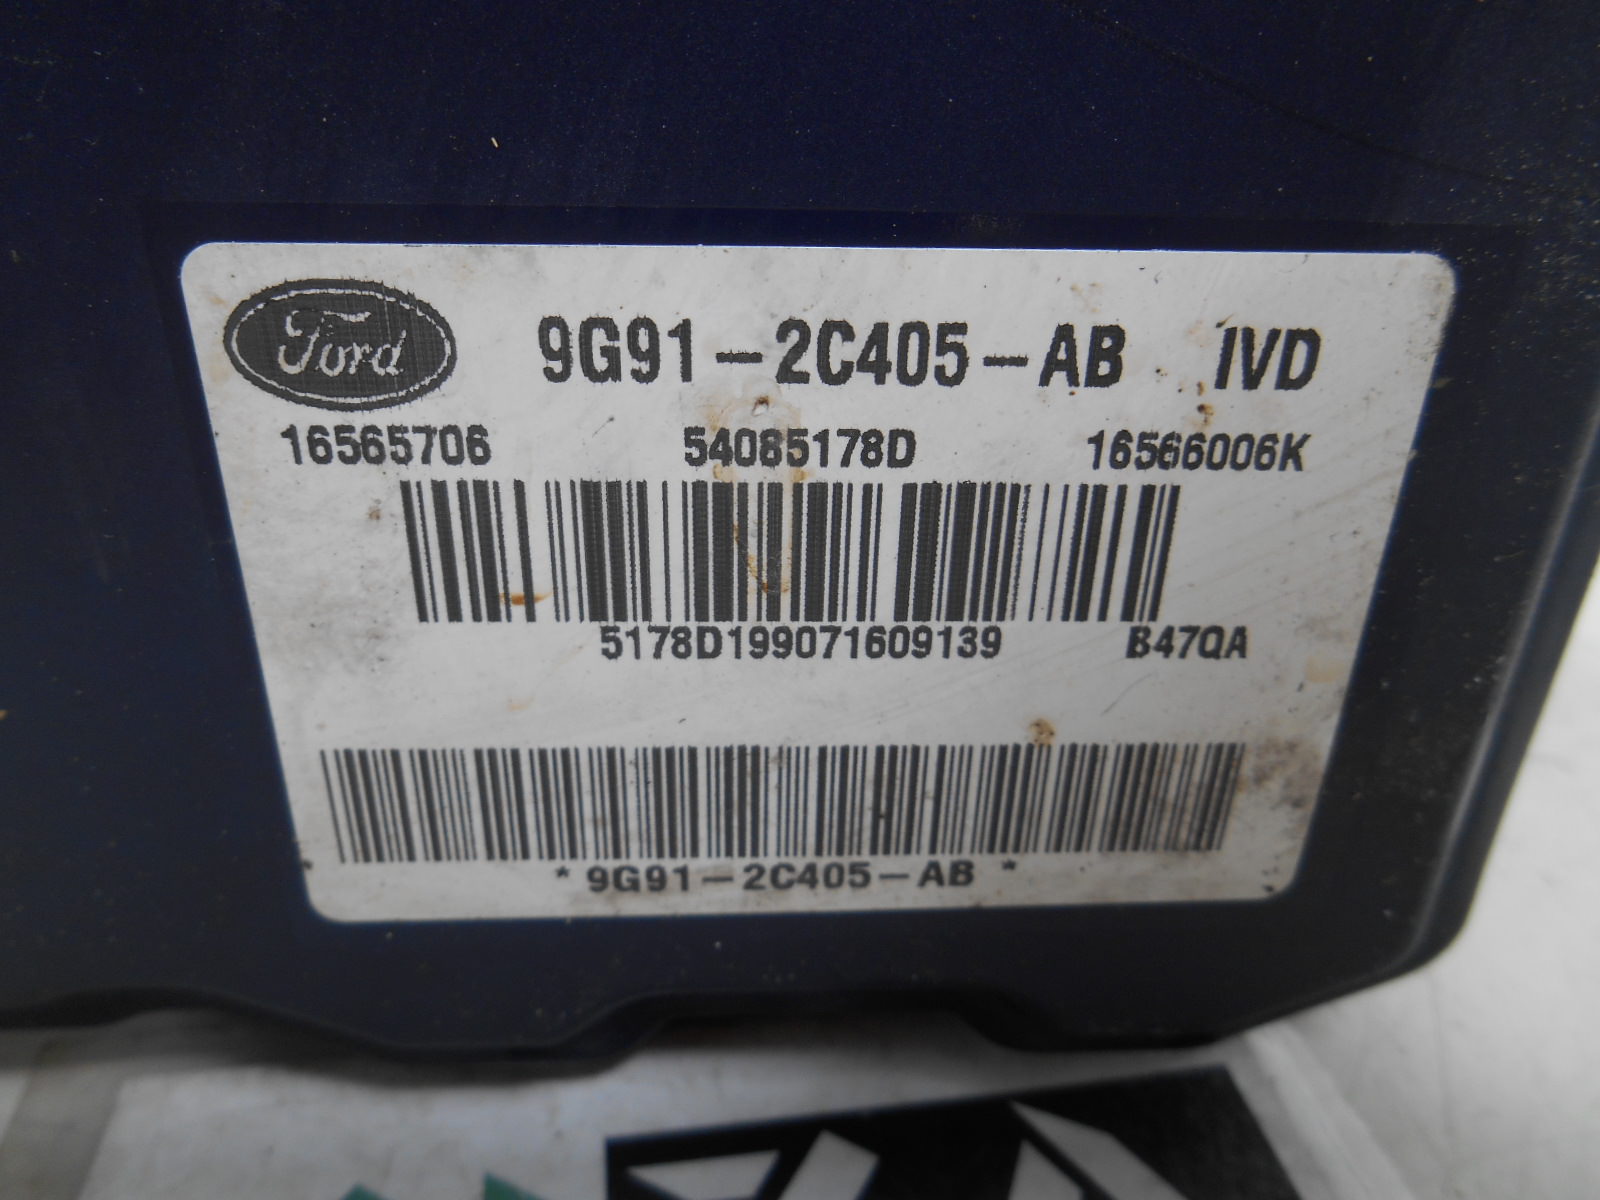 Ford 9G91-2C405-AB IVD
16565706 54085178D 16566006K
5178D199071609139 B47QA
* 9G91-2C405-AB *